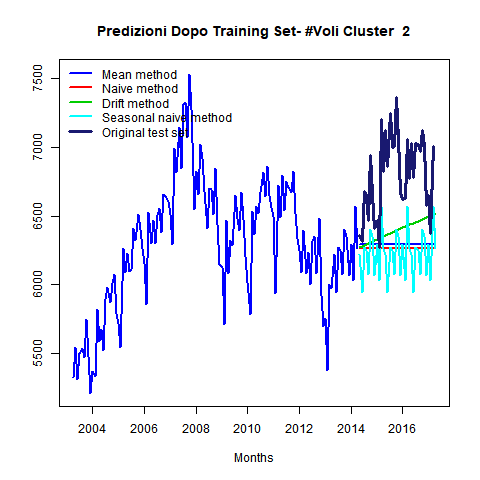 Predizioni Dopo Training Set- #Voli Cluster  2
Mean method
Naive method
Drift method
Seasonal naive method
Original test set
7500
7000
6500
6000
5500
2004
2006
2008
2010
2012
2014
2016
Months